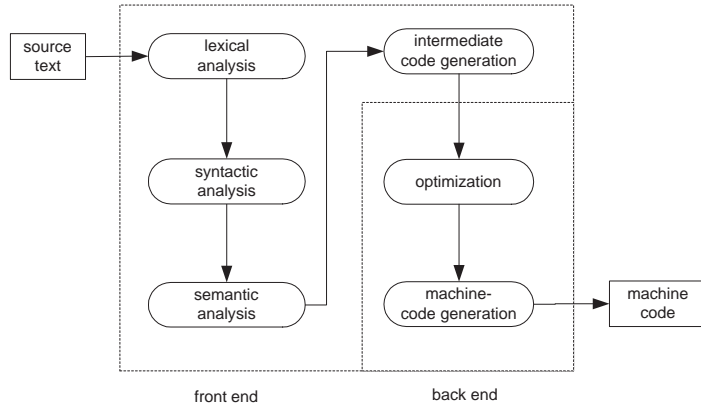 source
text
lexical
analysis
syntactic
analysis
semantic
analysis
intermediate
code generation
optimization
machine-
code generation
machine
code
front end
back end